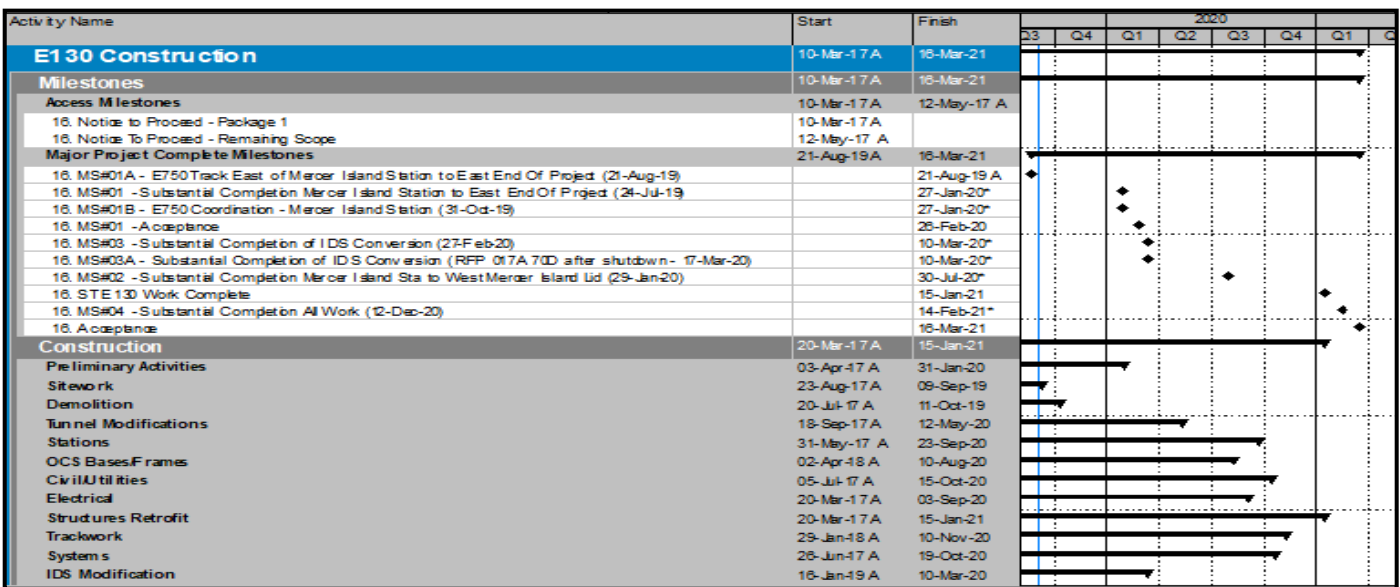 Activity Name Start Finish 2020
Q3 Q4 Q1 Q2 Q3 Q4 Q1 Q
E130 Construction 10-Mar-17 A 16-Mar-21
Milestones 10-Mar-17 A 16-Mar-21
Access Milestones 10-Mar-17 A 12-May-17 A
16. Notice to Proceed - Package 1 10-Mar-17 A
16. Notice To Proceed - Remaining Scope 12-May-17 A
Major Project Complete Milestones 21-Aug-19 A 16-Mar-21
16. MS#01A - E750 Track East of Mercer Island Station to East End Of Project (21-Aug-19) 21-Aug-19 A
16. MS#01 - Substantial Completion Mercer Island Station to East End Of Project (24-Jul-19) 27-Jan-20*
16. MS#01B - E750 Coordination - Mercer Island Station (31-Oct-19) 27-Jan-20*
16. MS#01 - Acceptance 26-Feb-20
16. MS#03 - Substantial Completion of IDS Conversion (27-Feb-20) 10-Mar-20*
16. MS#03A - Substantial Completion of IDS Conversion (RFP 017A 70D after shutdown - 17-Mar-20) 10-Mar-20*
16. MS#02 - Substantial Completion Mercer Island Sta to West Mercer Island Lid (29-Jan-20) 30-Jul-20*
16. STE130 Work Complete 15-Jan-21
16. MS#04 - Substantial Completion All Work (12-Dec-20) 14-Feb-21*
16. Acceptance 16-Mar-21
Construction 20-Mar-17 A 15-Jan-21
Preliminary Activities 03-Apr-17 A 31-Jan-20
Sitework 23-Aug-17 A 09-Sep-19
Demolition 20-Jul-17 A 11-Oct-19
Tunnel Modifications 18-Sep-17 A 12-May-20
Stations 31-May-17 A 23-Sep-20
OCS Bases/Frames 02-Apr-18 A 10-Aug-20
Civil/Utilities 05-Jul-17 A 15-Oct-20
Electrical 20-Mar-17 A 03-Sep-20
Structures Retrofit 20-Mar-17 A 15-Jan-21
Trackwork 29-Jan-18 A 10-Nov-20
Systems 26-Jun-17 A 19-Oct-20
IDS Modification 16-Jan-19 A 10-Mar-20